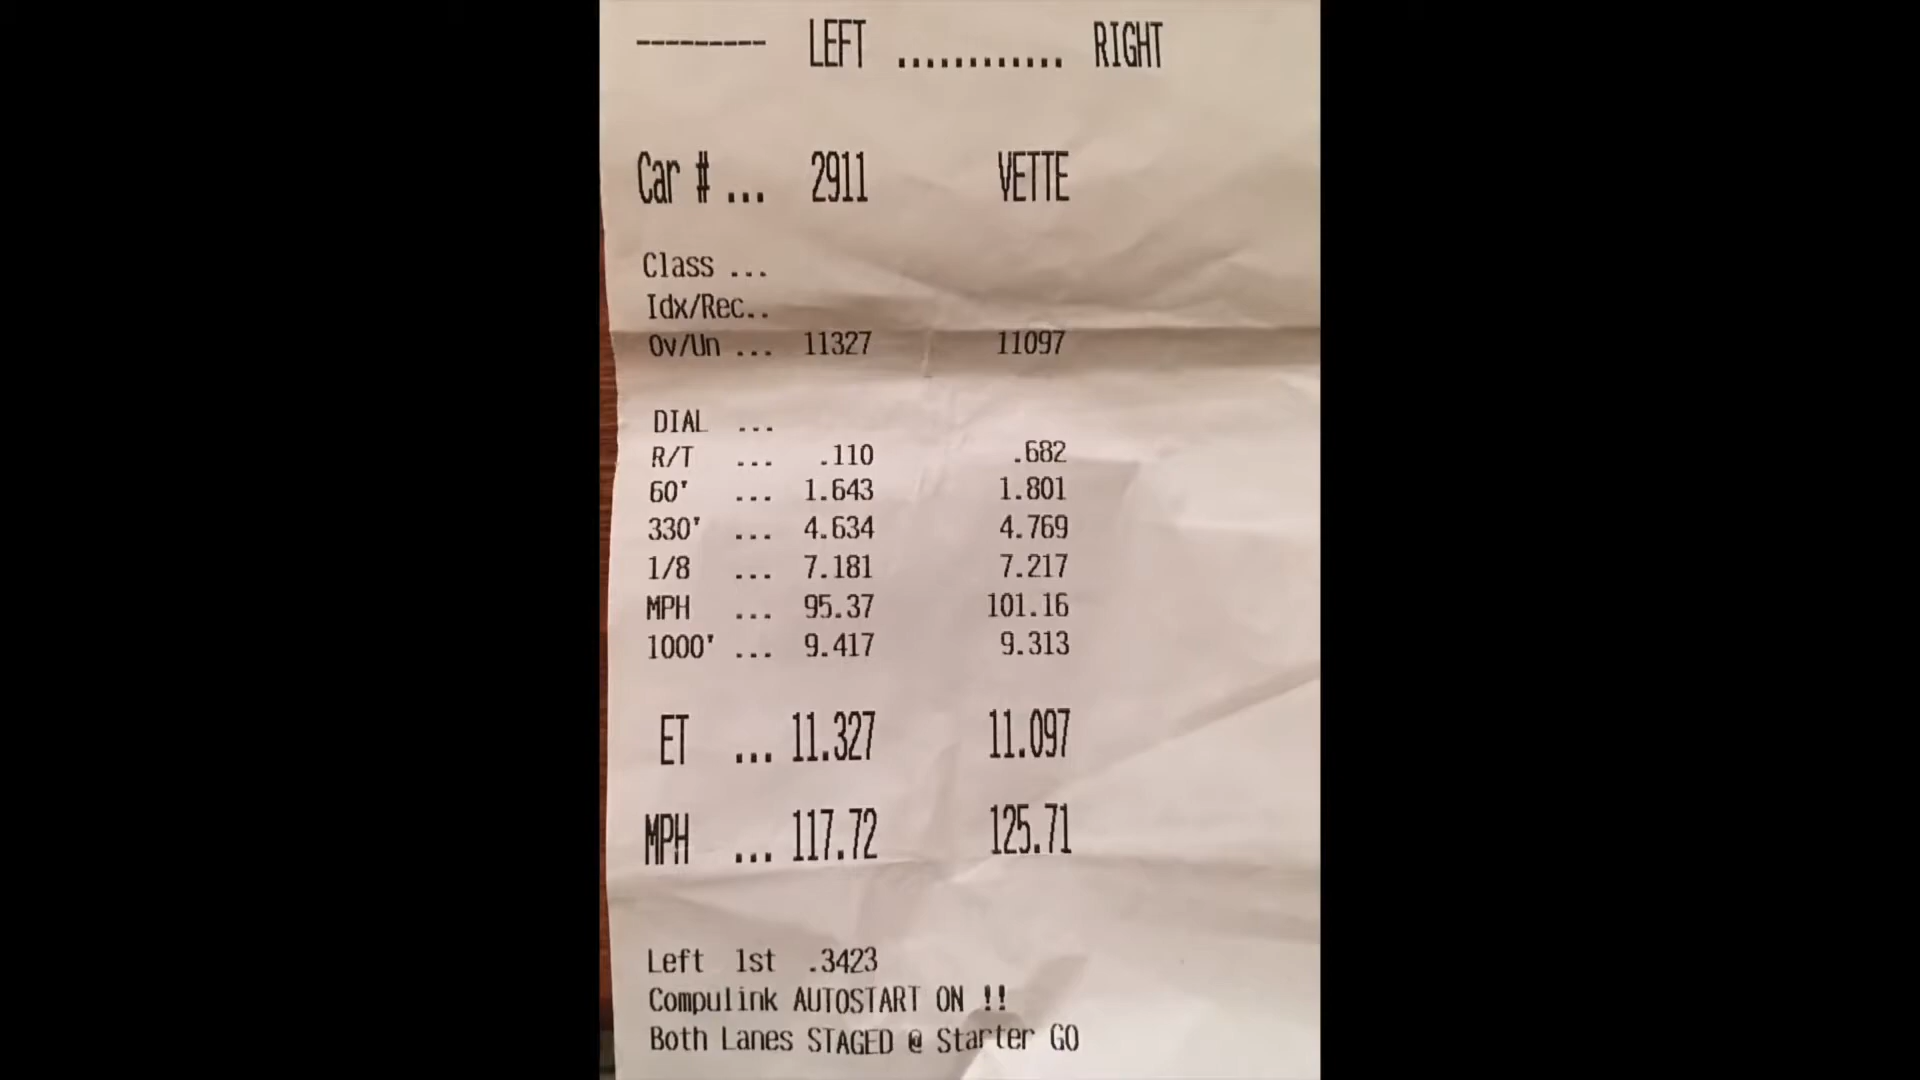 --------- LEFT ............ RIGHT
Car # ... 2911 VETTE
Class ...
Idx/Rec..
Ov/Un ... 11327 11097
DIAL ...
R/T ... .110 .682
60' ... 1.643 1.801
330' ... 4.634 4.769
1/8 ... 7.181 7.217
MPH ... 95.37 101.16
1000' ... 9.417 9.313
ET ... 11.327 11.097
MPH ... 117.72 125.71
Left 1st .3423
Compulink AUTOSTART ON !!
Both Lanes STAGED @ Starter GO